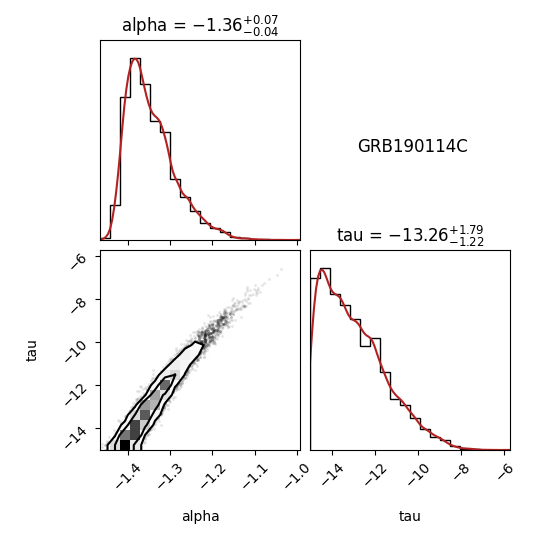 alpha = −1.36+0.07 −0.04
GRB190114C
tau = −13.26+1.79 −1.22
−6
−8
−10
−12
−14
tau
−1.4 −1.3 −1.2 −1.1 −1.0
−14 −12 −10 −8 −6
alpha
tau